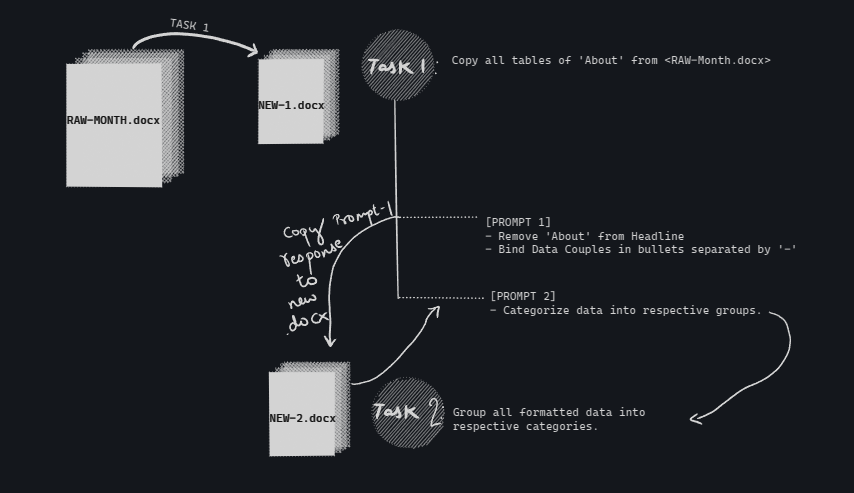 TASK 1
RAW-MONTH.docx
NEW-1.docx
Task 1.
Copy all tables of 'About' from <RAW-Month.docx>
[PROMPT 1]
- Remove 'About' from Headline
- Bind Data Couples in bullets separated by '-'
Copy Prompt-1
response
to
new
.docx
[PROMPT 2]
- Categorize data into respective groups.
NEW-2.docx
Task 2.
Group all formatted data into
respective categories.